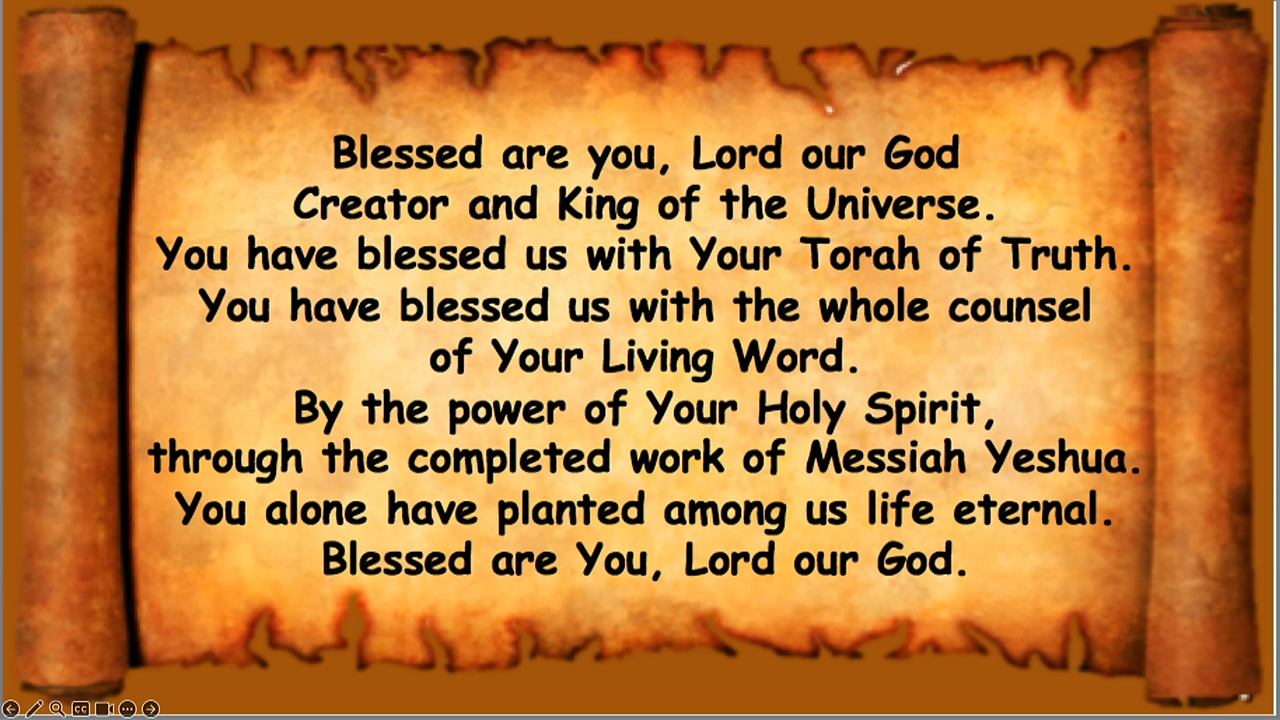 Blessed are you, Lord our God
Creator and King of the Universe.
You have blessed us with Your Torah of Truth.
You have blessed us with the whole counsel
of Your Living Word.
By the power of Your Holy Spirit,
through the completed work of Messiah Yeshua.
You alone have planted among us life eternal.
Blessed are You, Lord our God.
CC